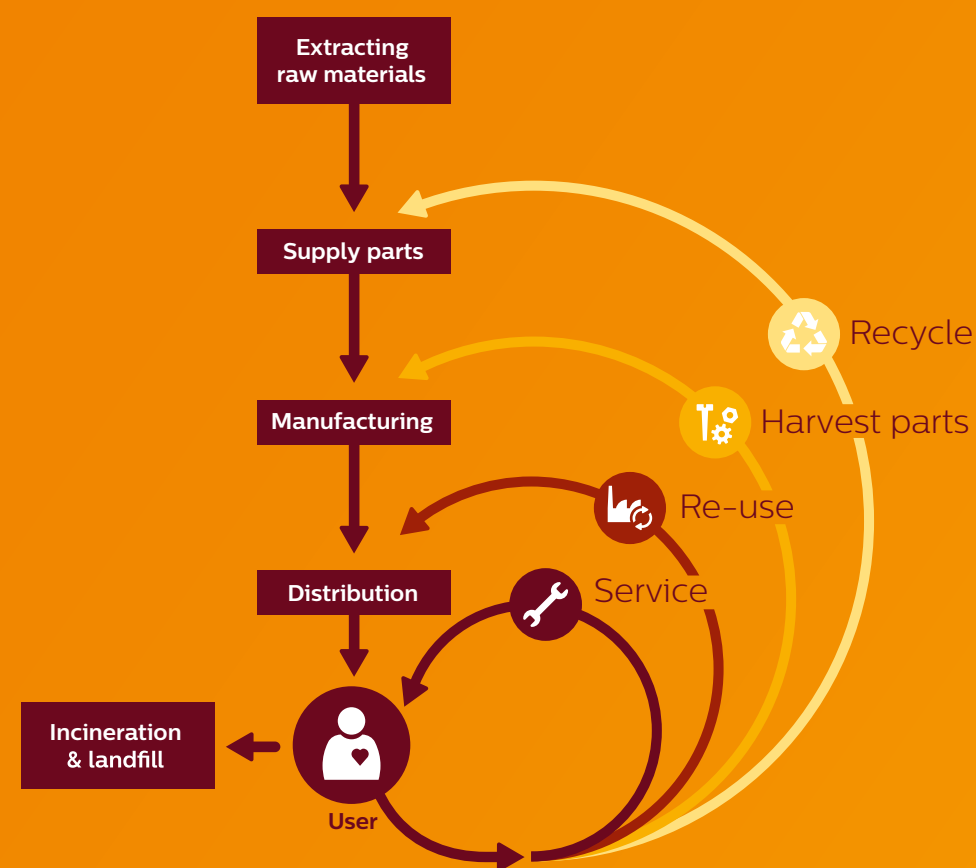 Extracting
raw materials
Supply parts
Recycle
Manufacturing
Harvest parts
Re-use
Distribution
Service
Incineration
& landfill
User